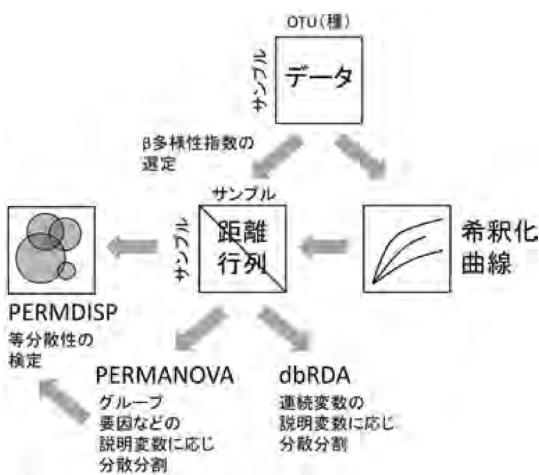 OTU(種)
サンプル
データ
β多様性指数の
選定
サンプル
サンプル
距離
行列
希釈化
曲線
PERMDISP
等分散性の
検定
PERMANOVA
グループ
要因などの
説明変数に応じ
分散分割
dbRDA
連続変数の
説明変数に応じ
分散分割